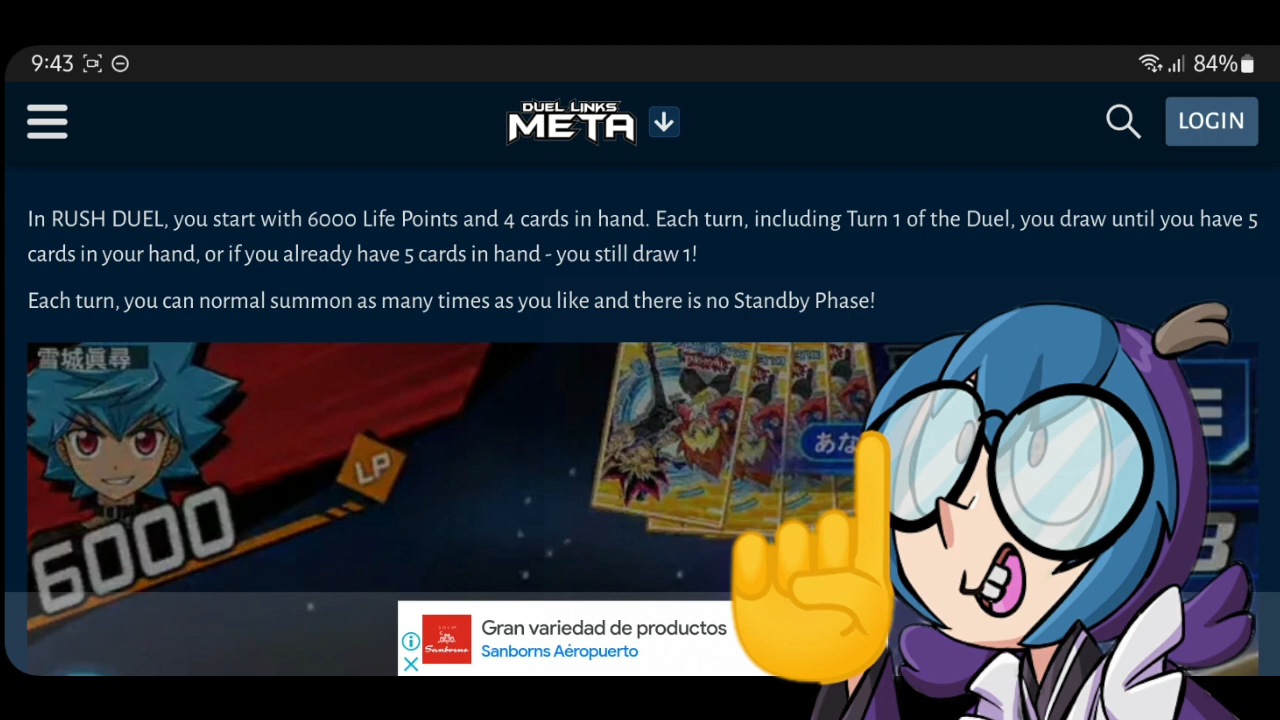 9:43
84%
DUEL LINKS
META
LOGIN
In RUSH DUEL, you start with 6000 Life Points and 4 cards in hand. Each turn, including Turn 1 of the Duel, you draw until you have 5
cards in your hand, or if you already have 5 cards in hand - you still draw 1!
Each turn, you can normal summon as many times as you like and there is no Standby Phase!
雪城眞尋
LP
6000
あな
Gran variedad de productos
Sanborns
Sanborns Aéropuerto